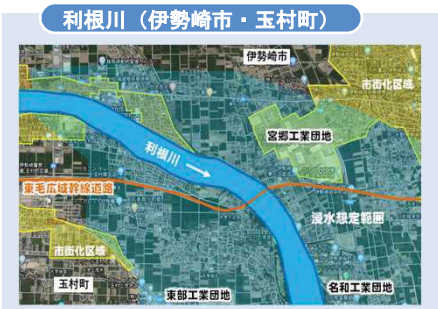 利根川（伊勢崎市・玉村町）
伊勢崎市
市街化区域
宮郷工業団地
利根川
東毛広域幹線道路
浸水想定範囲
市街化区域
玉村町
東部工業団地
名和工業団地